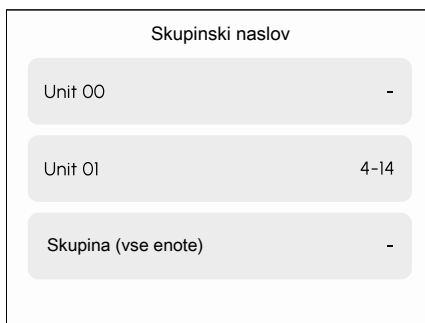 Skupinski naslov
Unit 00 -
Unit 01 4-14
Skupina (vse enote) -